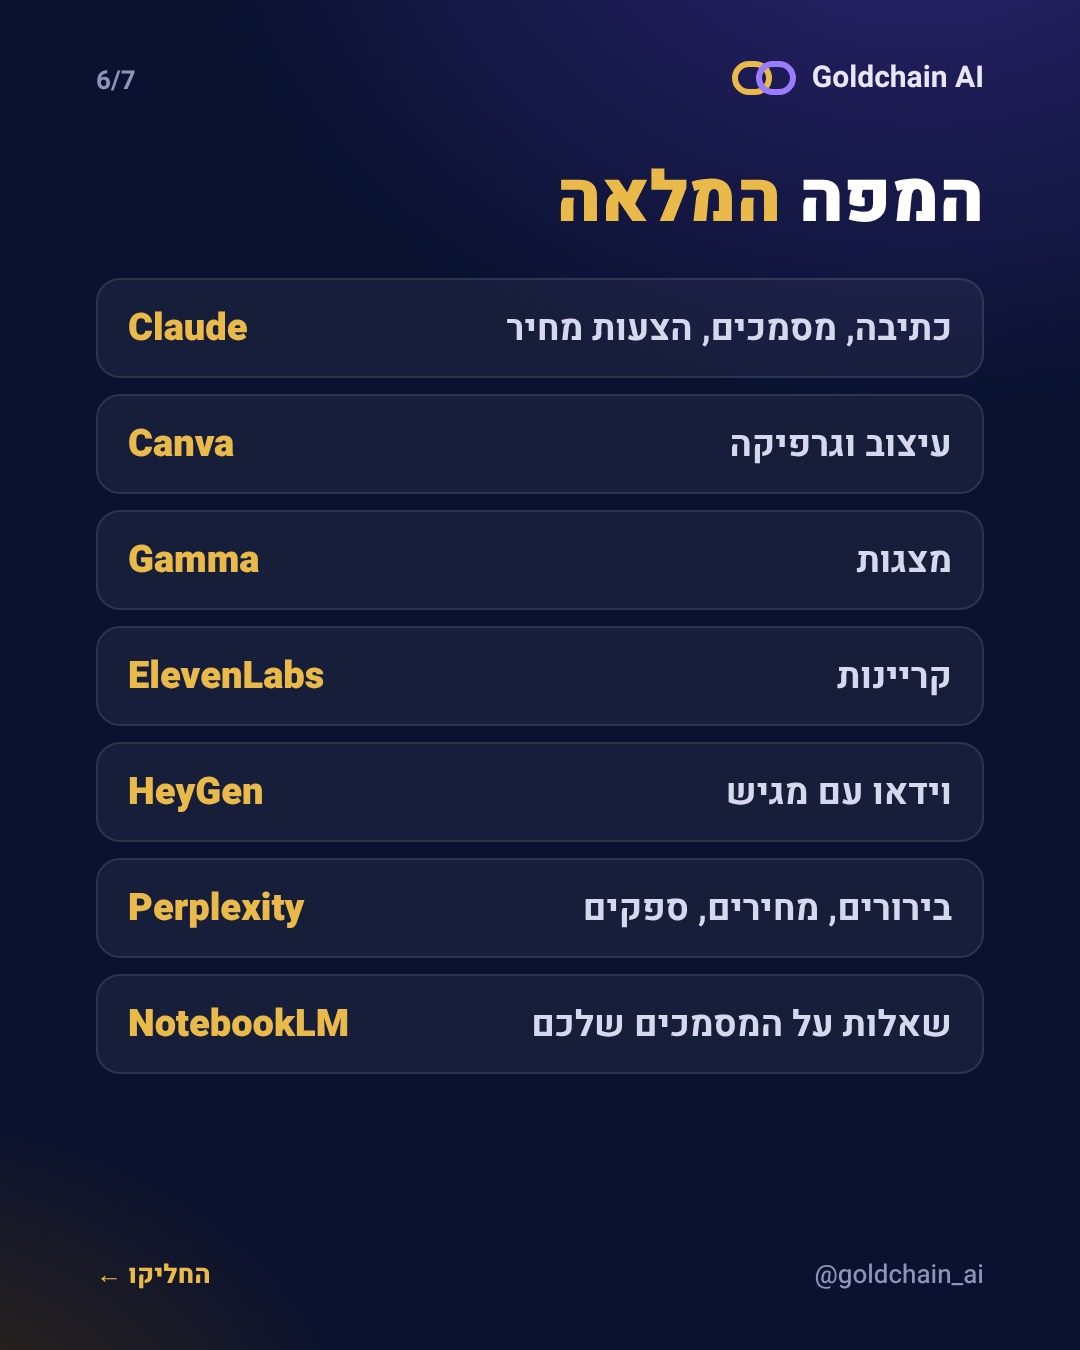 Goldchain AI
6/7
המפה המלאה
כתיבה, מסמכים, הצעות מחיר Claude
עיצוב וגרפיקה Canva
מצגות Gamma
קריינות ElevenLabs
וידאו עם מגיש HeyGen
בירורים, מחירים, ספקים Perplexity
שאלות על המסמכים שלכם NotebookLM
@goldchain_ai
החליקו ←